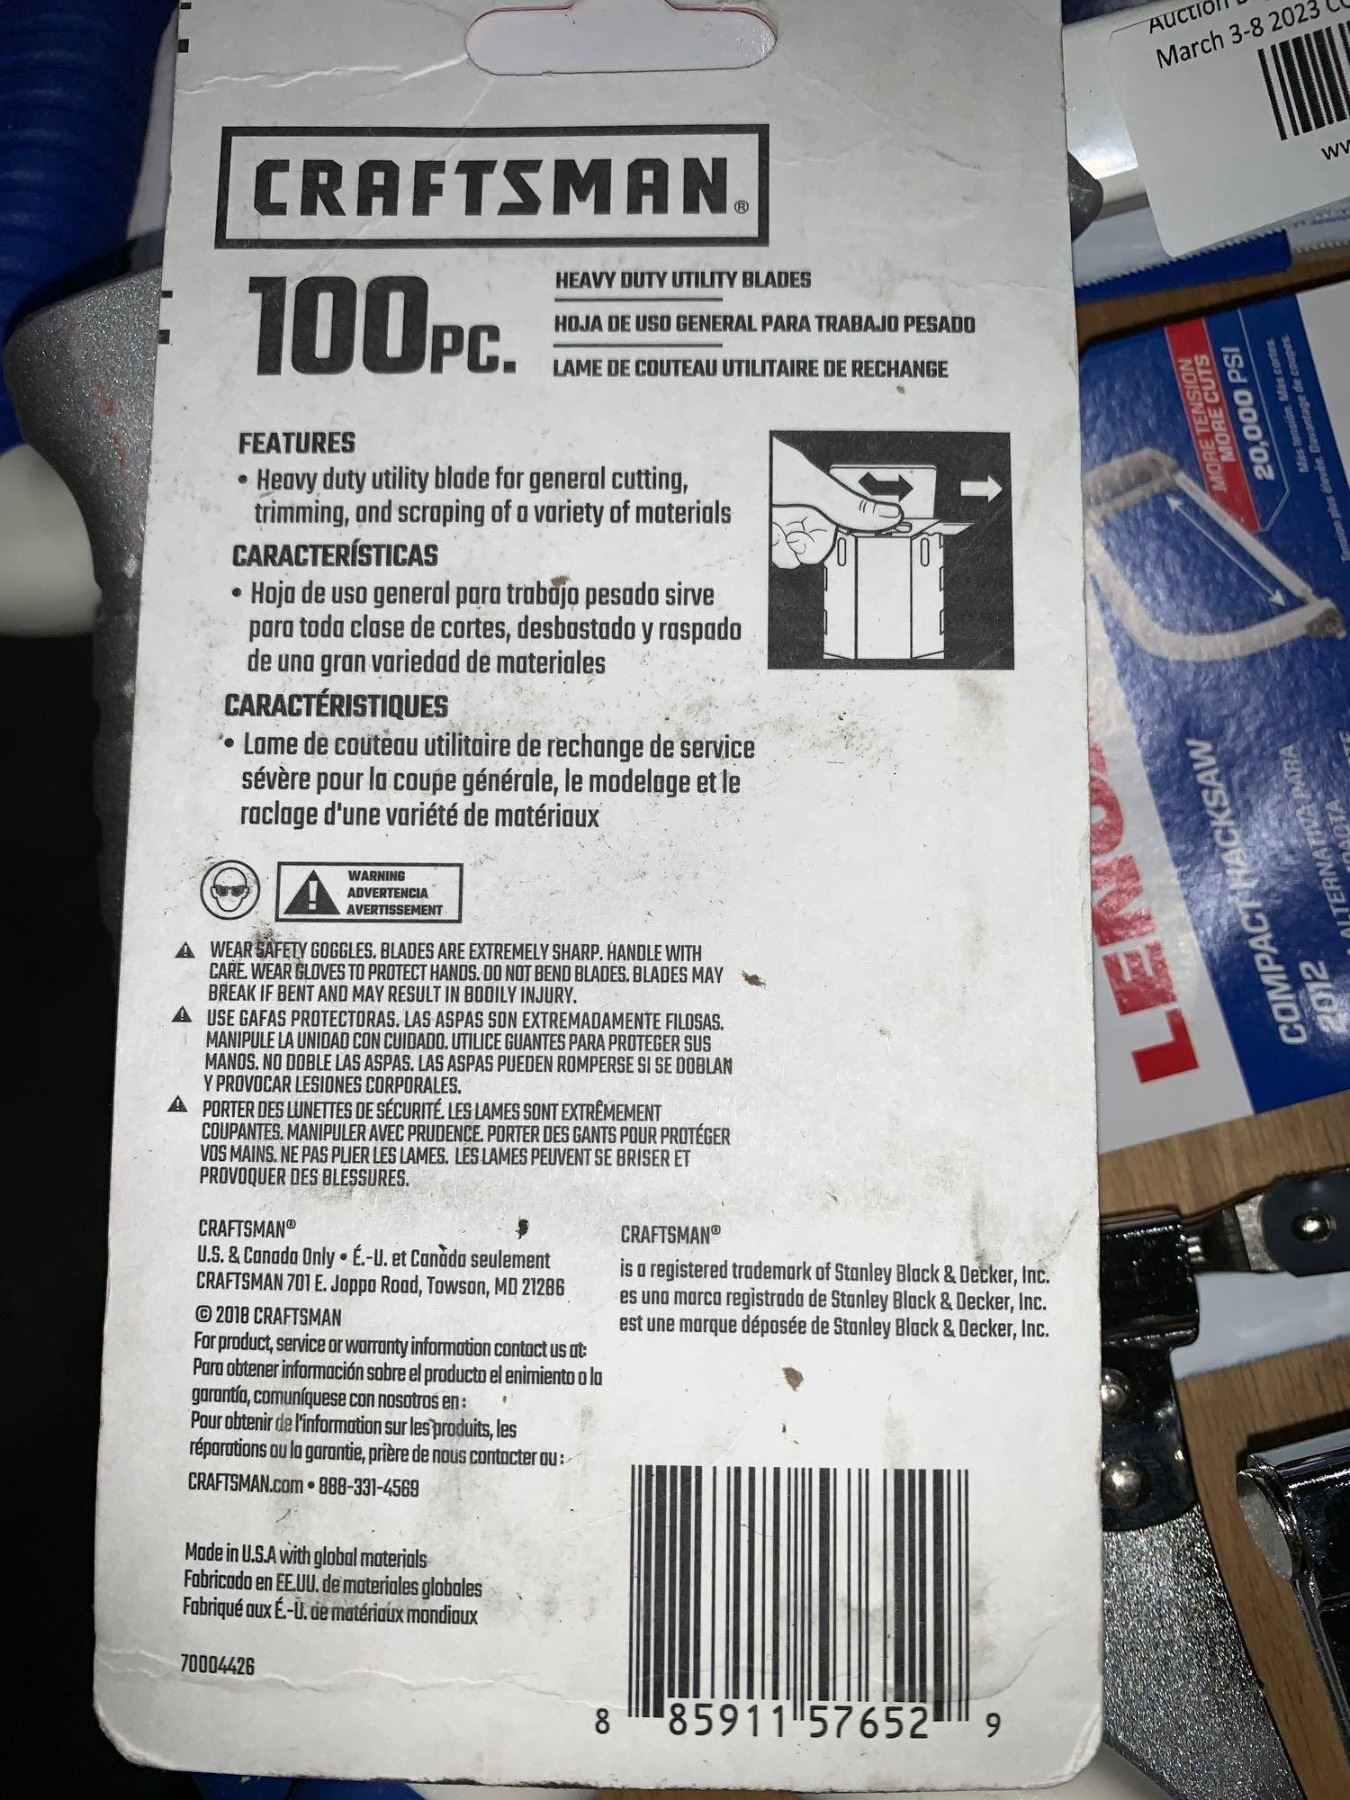 CRAFTSMAN®
100PC.
HEAVY DUTY UTILITY BLADES
HOJA DE USO GENERAL PARA TRABAJO PESADO
LAME DE COUTEAU UTILITAIRE DE RECHANGE
FEATURES
• Heavy duty utility blade for general cutting,
trimming, and scraping of a variety of materials
CARACTERÍSTICAS
• Hoja de uso general para trabajo pesado sirve
para toda clase de cortes, desbastado y raspado
de una gran variedad de materiales
CARACTÉRISTIQUES
• Lame de couteau utilitaire de rechange de service
sévère pour la coupe générale, le modelage et le
raclage d'une variété de matériaux
WARNING
ADVERTENCIA
AVERTISSEMENT
WEAR SAFETY GOGGLES. BLADES ARE EXTREMELY SHARP. HANDLE WITH
CARE. WEAR GLOVES TO PROTECT HANDS. DO NOT BEND BLADES. BLADES MAY
BREAK IF BENT AND MAY RESULT IN BODILY INJURY.
USE GAFAS PROTECTORAS. LAS ASPAS SON EXTREMADAMENTE FILOSAS.
MANIPULE LA UNIDAD CON CUIDADO. UTILICE GUANTES PARA PROTEGER SUS
MANOS. NO DOBLE LAS ASPAS. LAS ASPAS PUEDEN ROMPERSE SI SE DOBLAN
Y PROVOCAR LESIONES CORPORALES.
PORTER DES LUNETTES DE SÉCURITÉ. LES LAMES SONT EXTRÊMEMENT
COUPANTES. MANIPULER AVEC PRUDENCE. PORTER DES GANTS POUR PROTÉGER
VOS MAINS. NE PAS PLIER LES LAMES. LES LAMES PEUVENT SE BRISER ET
PROVOQUER DES BLESSURES.
CRAFTSMAN®
U.S. & Canada Only • É.-U. et Canada seulement
CRAFTSMAN 701 E. Joppa Road, Towson, MD 21286
© 2018 CRAFTSMAN
For product, service or warranty information contact us at:
Para obtener información sobre el producto el enimiento o la
garantía, comuníquese con nosotros en :
Pour obtenir de l'information sur les produits, les
réparations ou la garantie, prière de nous contacter au :
CRAFTSMAN.com • 888-331-4569
CRAFTSMAN®
is a registered trademark of Stanley Black & Decker, Inc.
es una marca registrada de Stanley Black & Decker, Inc.
est une marque déposée de Stanley Black & Decker, Inc.
Made in U.S.A with global materials
Fabricado en EE.UU. de materiales globales
Fabriqué aux É.-U. de matériaux mondiaux
70004426
8 85911 57652 9
Auction
March 3-8 2023
MORE TENSION
MORE CUTS
20,000 PSI
Más tensión. Más cortes.
LENOX
COMPACT HACKSAW
ALTERNATIVA PARA
2012